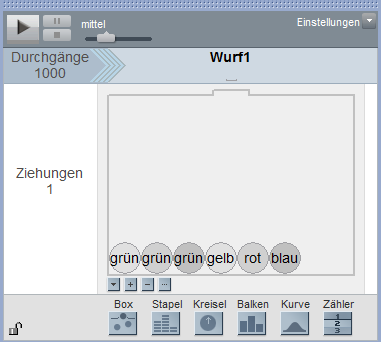 mittel
Einstellungen
Durchgänge
1000
Wurf1
Ziehungen
1
grün grün grün gelb rot blau
Box Stapel Kreisel Balken Kurve Zähler
1
2
3